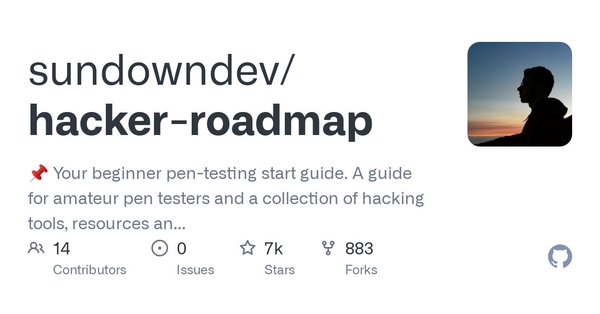 sundowndev/
hacker-roadmap
📌 Your beginner pen-testing start guide. A guide
for amateur pen testers and a collection of hacking
tools, resources an...
14 0 7k 883
Contributors Issues Stars Forks